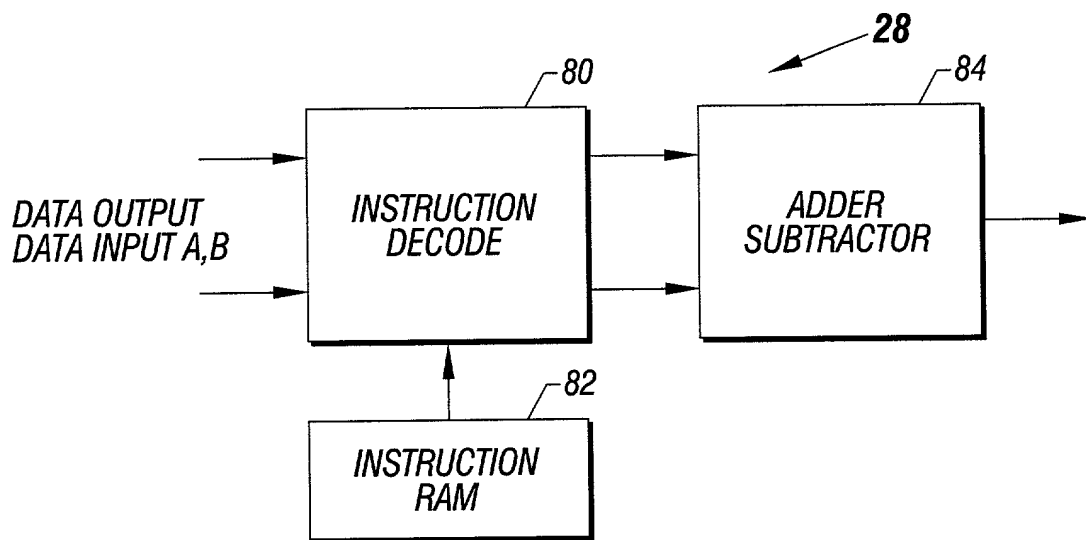 28
80
84
DATA OUTPUT
DATA INPUT A,B
INSTRUCTION
DECODE
ADDER
SUBTRACTOR
82
INSTRUCTION
RAM